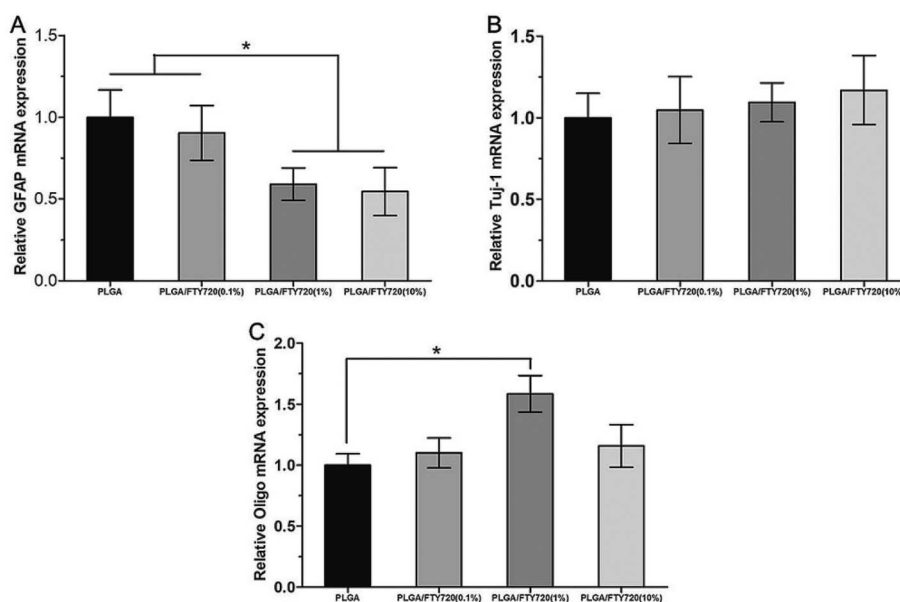 A
Relative GFAP mRNA expression
1.5
1.0
0.5
0.0
*
PLGA
PLGA/FTY720(0.1%)
PLGA/FTY720(1%)
PLGA/FTY720(10%)
B
Relative Tuj-1 mRNA expression
1.5
1.0
0.5
0.0
PLGA
PLGA/FTY720(0.1%)
PLGA/FTY720(1%)
PLGA/FTY720(10%
C
Relative Oligo mRNA expression
2.0
1.5
1.0
0.5
0.0
*
PLGA
PLGA/FTY720(0.1%)
PLGA/FTY720(1%)
PLGA/FTY720(10%)